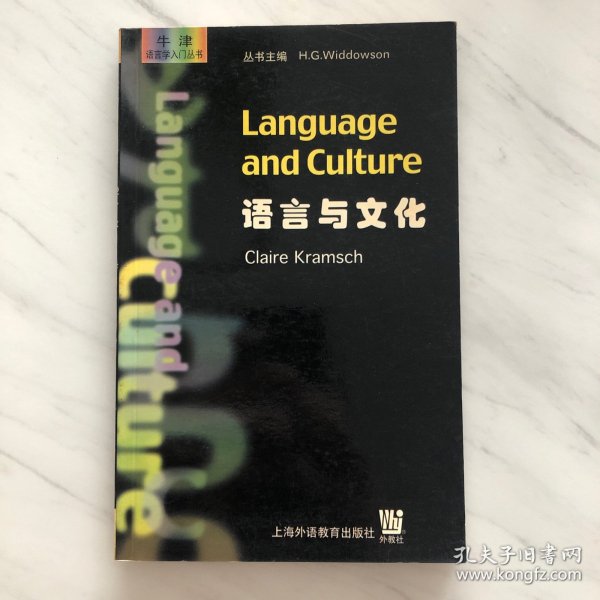 牛津
语言学入门丛书
丛书主编 H.G.Widdowson
Language
and Culture
语言与文化
Claire Kramsch
Language and
Culture
上海外语教育出版社
外教社
孔夫子旧书网
www.kongfz.com